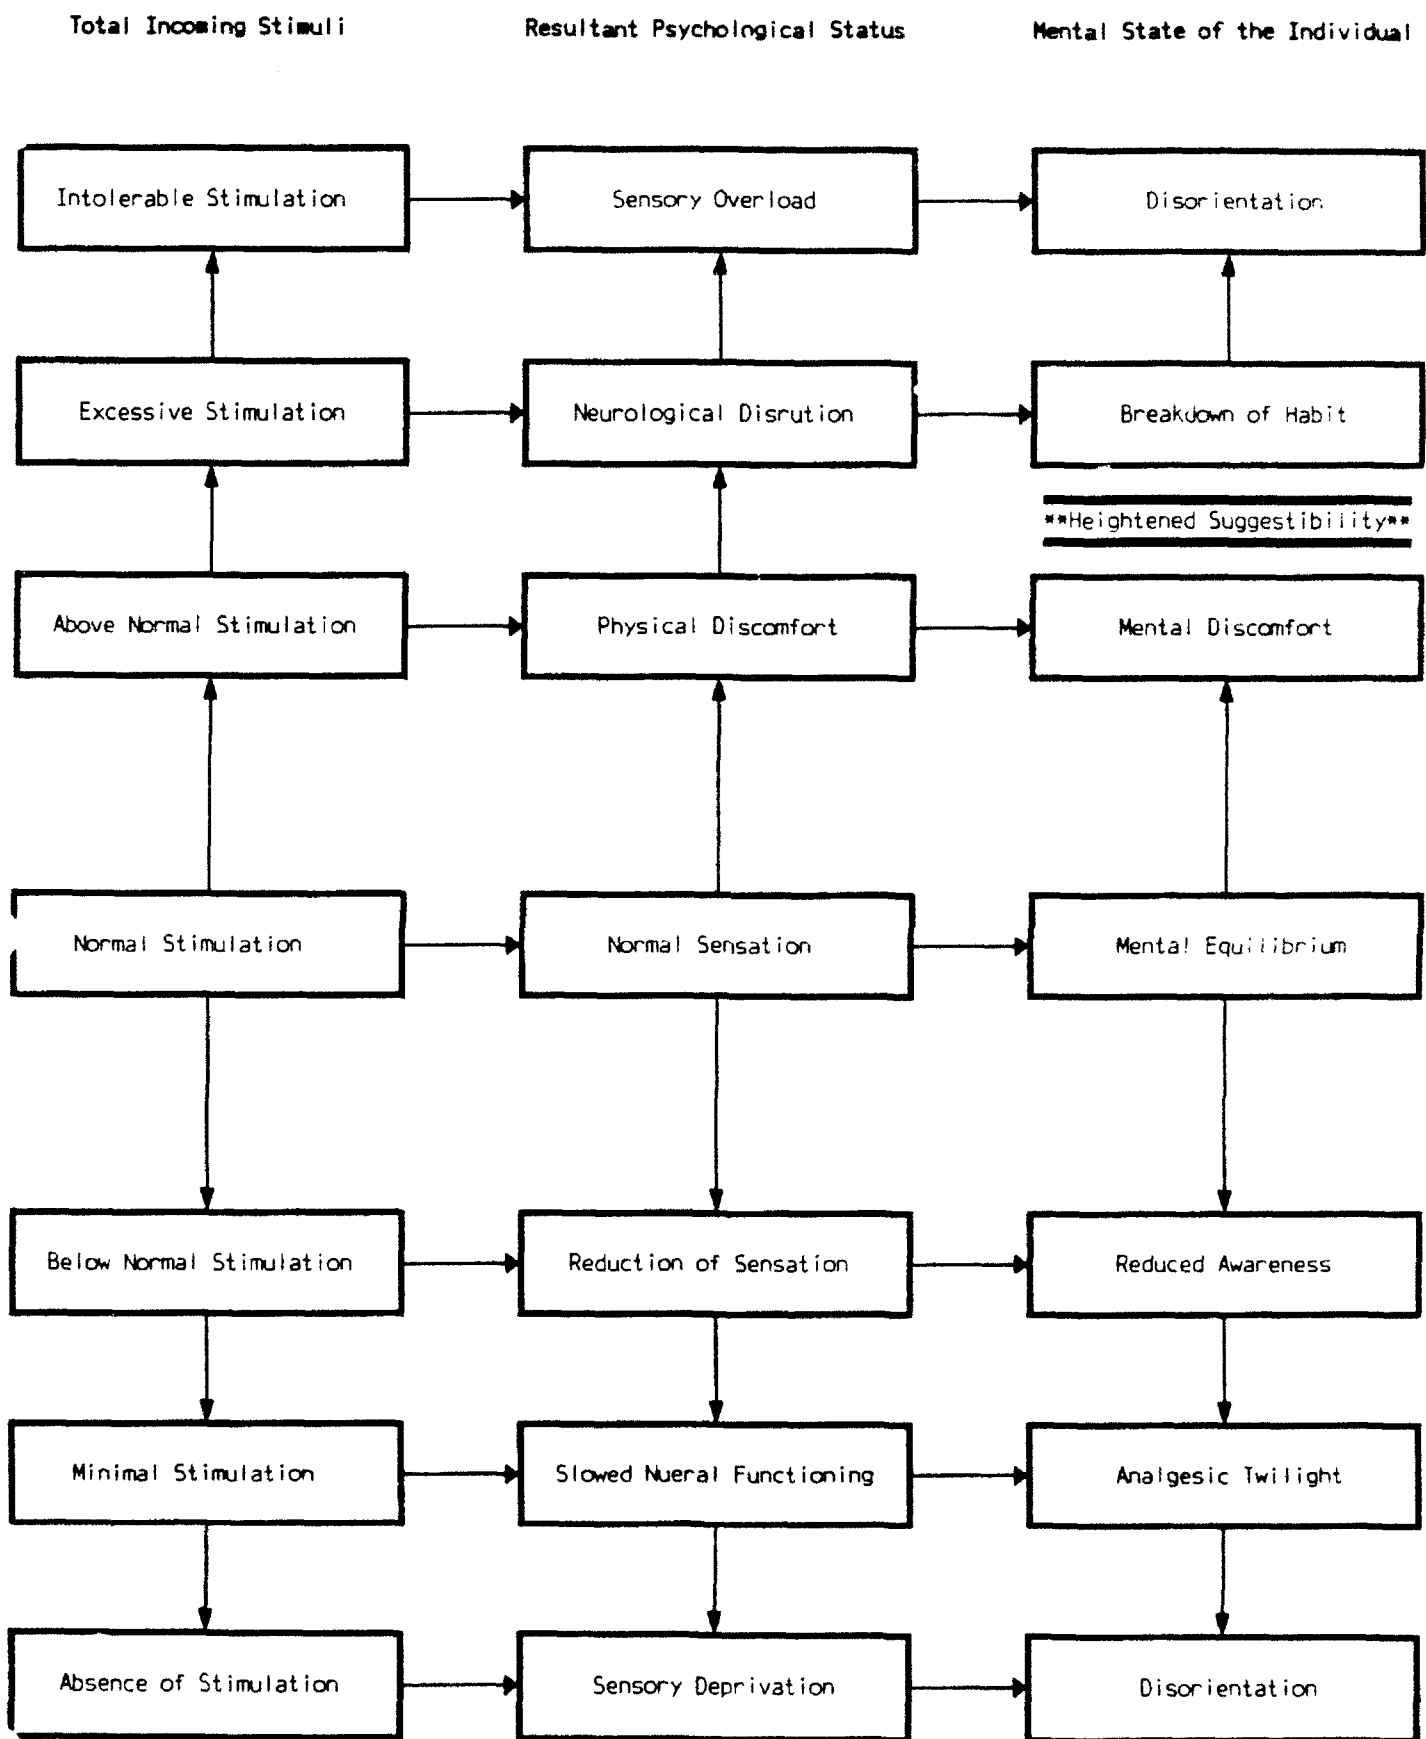 Total Incoming Stimuli
Resultant Psychological Status
Mental State of the Individual
Intolerable Stimulation
Sensory Overload
Disorientation
Excessive Stimulation
Neurological Disrution
Breakdown of Habit
**Heightened Suggestibility**
Above Normal Stimulation
Physical Discomfort
Mental Discomfort
Normal Stimulation
Normal Sensation
Mental Equilibrium
Below Normal Stimulation
Reduction of Sensation
Reduced Awareness
Minimal Stimulation
Slowed Nueral Functioning
Analgesic Twilight
Absence of Stimulation
Sensory Deprivation
Disorientation